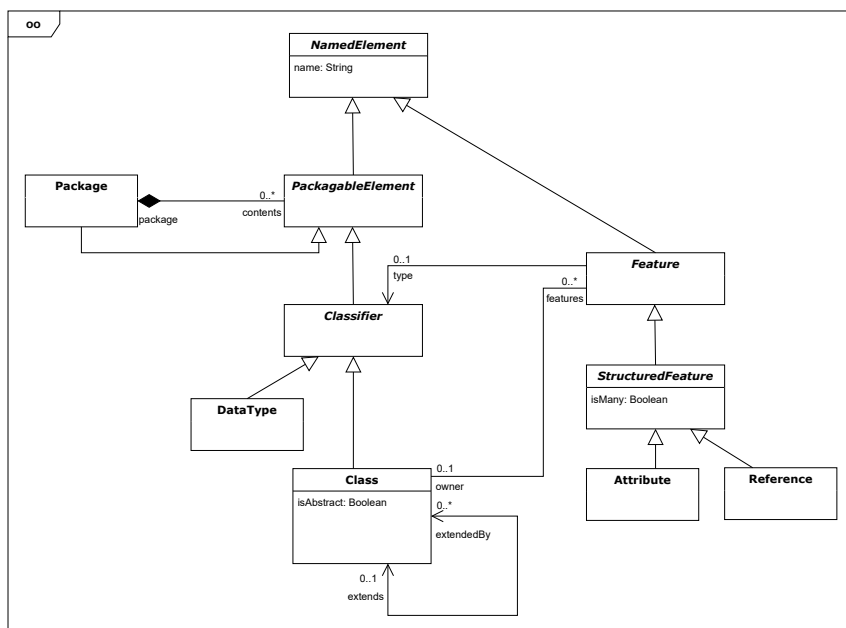 oo
NamedElement
name: String
Package
PackagableElement
0..*
package
contents
0..1
type
Feature
0..*
features
Classifier
StructuredFeature
isMany: Boolean
DataType
Class
isAbstract: Boolean
0..1
owner
Attribute
Reference
0..*
extendedBy
0..1
extends